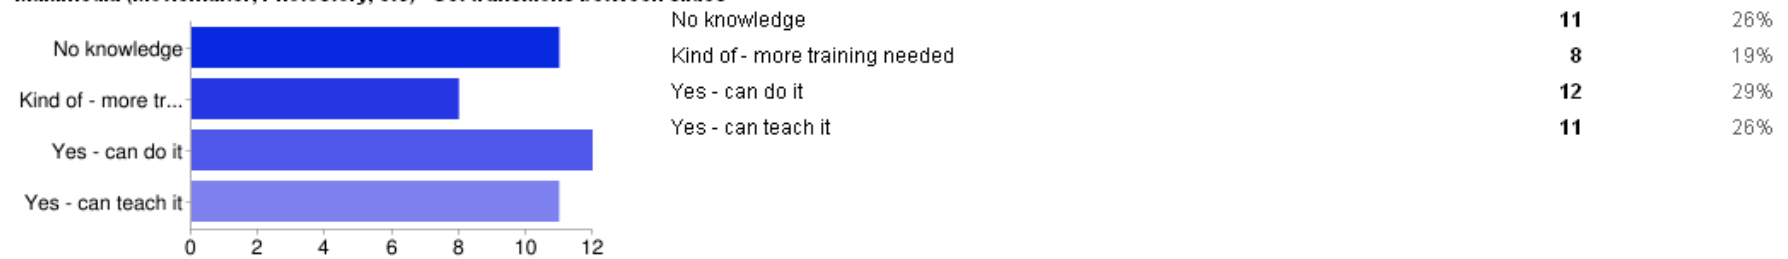 No knowledge
Kind of - more tr...
Yes - can do it
Yes - can teach it
0 2 4 6 8 10 12
No knowledge 11 26%
Kind of - more training needed 8 19%
Yes - can do it 12 29%
Yes - can teach it 11 26%